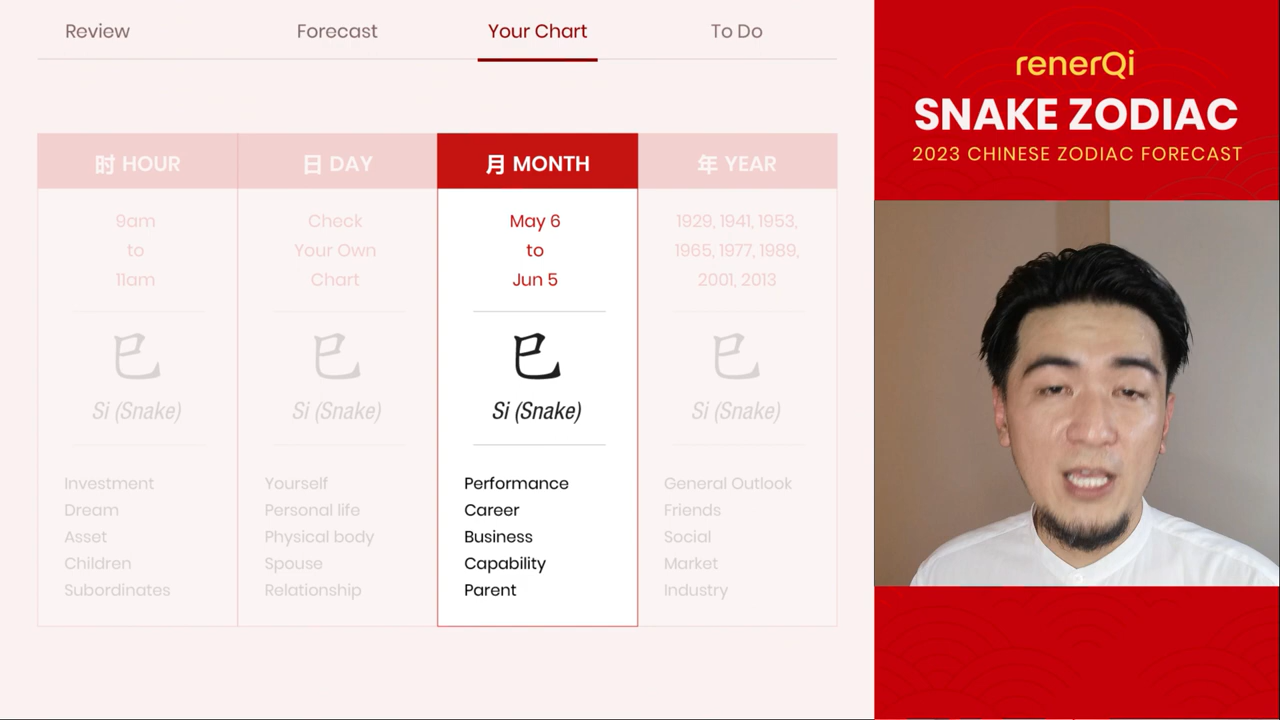 Review
Forecast
Your Chart
To Do
时 HOUR
9am
to
11am
巳
Si (Snake)
Investment
Dream
Asset
Children
Subordinates
日 DAY
Check
Your Own
Chart
巳
Si (Snake)
Yourself
Personal life
Physical body
Spouse
Relationship
月 MONTH
May 6
to
Jun 5
巳
Si (Snake)
Performance
Career
Business
Capability
Parent
年 YEAR
1929, 1941, 1953,
1965, 1977, 1989,
2001, 2013
巳
Si (Snake)
General Outlook
Friends
Social
Market
Industry
renerQi
SNAKE ZODIAC
2023 CHINESE ZODIAC FORECAST